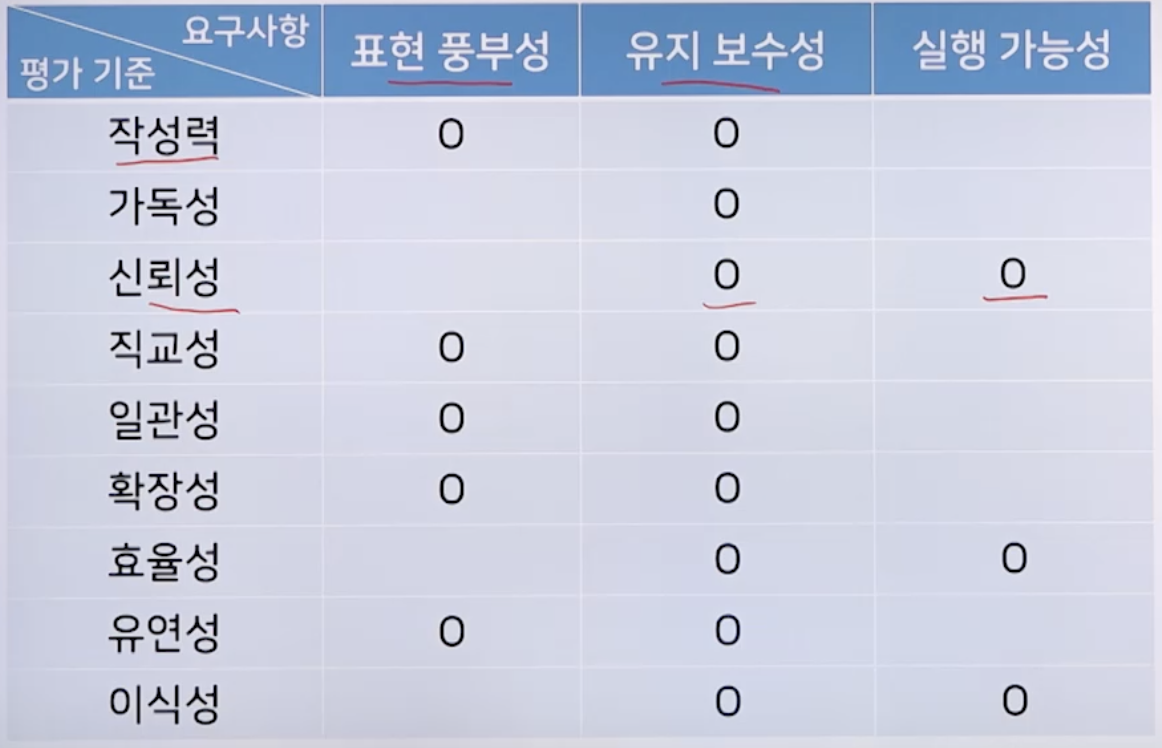 요구사항
평가 기준
표현 풍부성 유지 보수성 실행 가능성
작성력 O O
가독성 O
신뢰성 O O
직교성 O O
일관성 O O
확장성 O O
효율성 O O
유연성 O O
이식성 O O